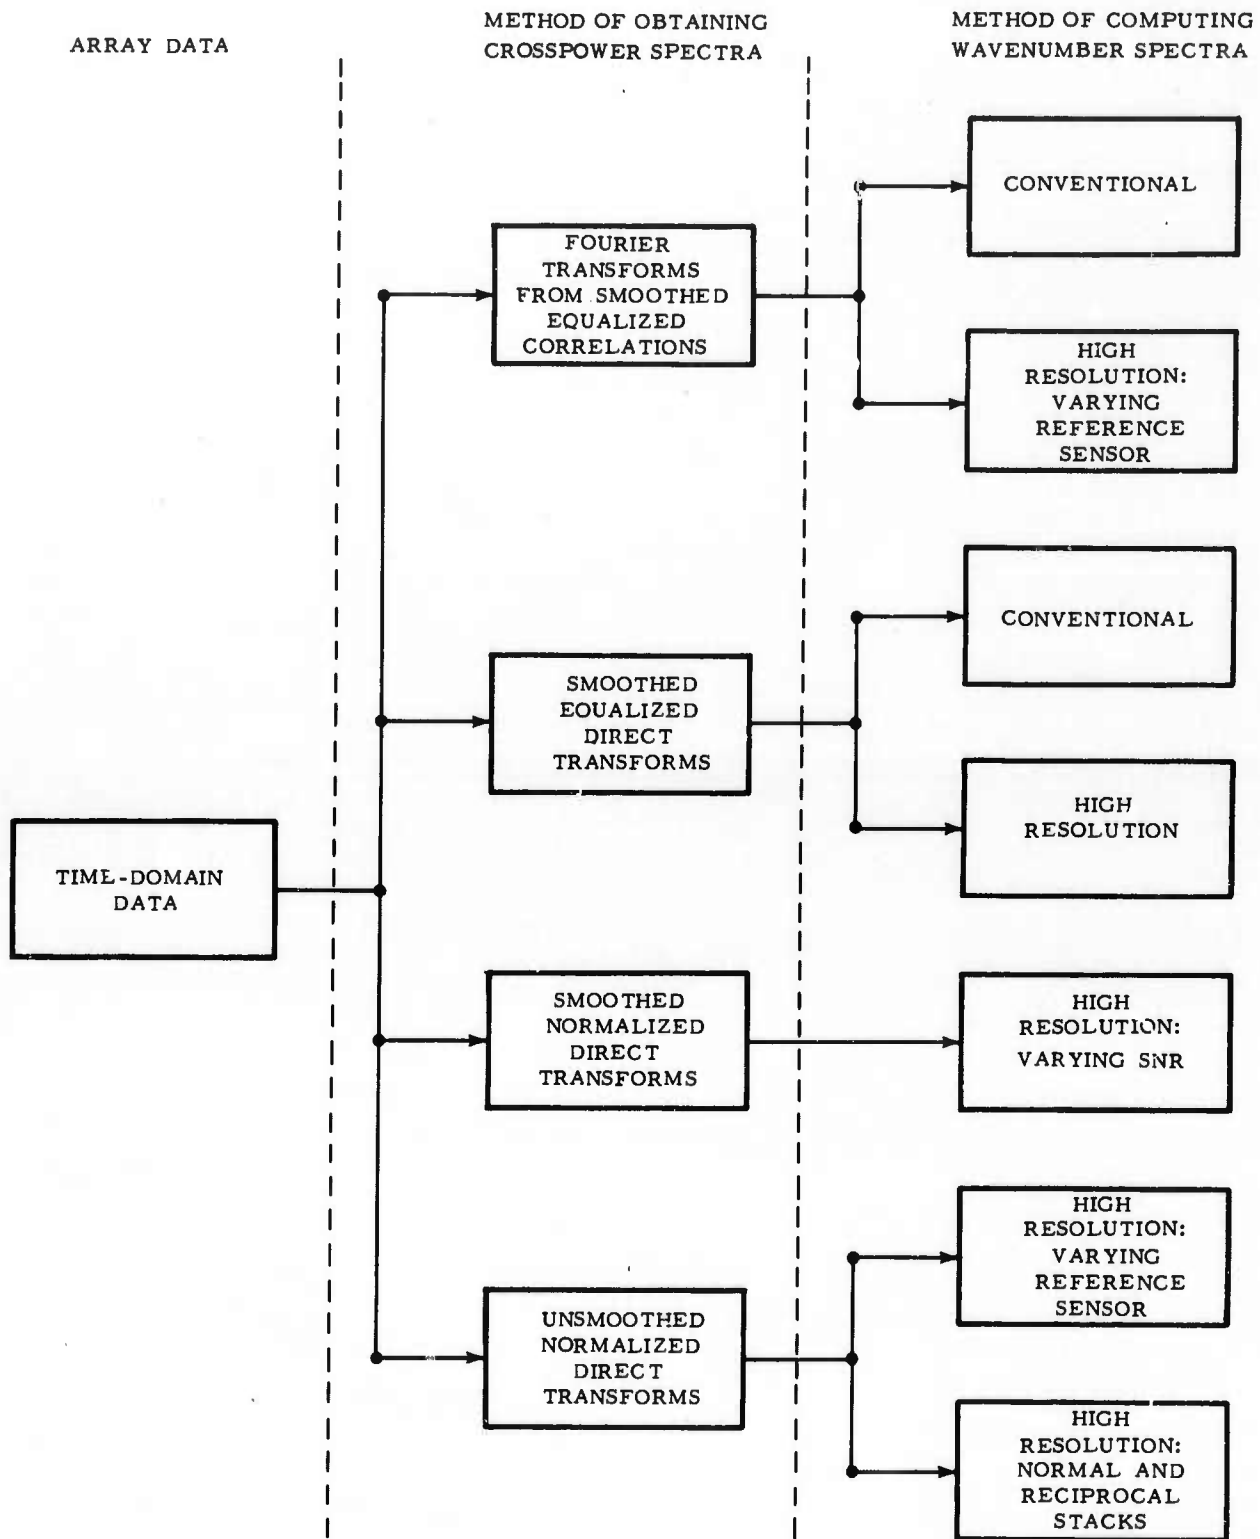 ARRAY DATA
METHOD OF OBTAINING
CROSSPOWER SPECTRA
METHOD OF COMPUTING
WAVENUMBER SPECTRA
TIME-DOMAIN
DATA
FOURIER
TRANSFORMS
FROM SMOOTHED
EQUALIZED
CORRELATIONS
SMOOTHED
EQUALIZED
DIRECT
TRANSFORMS
SMOOTHED
NORMALIZED
DIRECT
TRANSFORMS
UNSMOOTHED
NORMALIZED
DIRECT
TRANSFORMS
CONVENTIONAL
HIGH
RESOLUTION:
VARYING
REFERENCE
SENSOR
CONVENTIONAL
HIGH
RESOLUTION
HIGH
RESOLUTION:
VARYING SNR
HIGH
RESOLUTION:
VARYING
REFERENCE
SENSOR
HIGH
RESOLUTION:
NORMAL AND
RECIPROCAL
STACKS